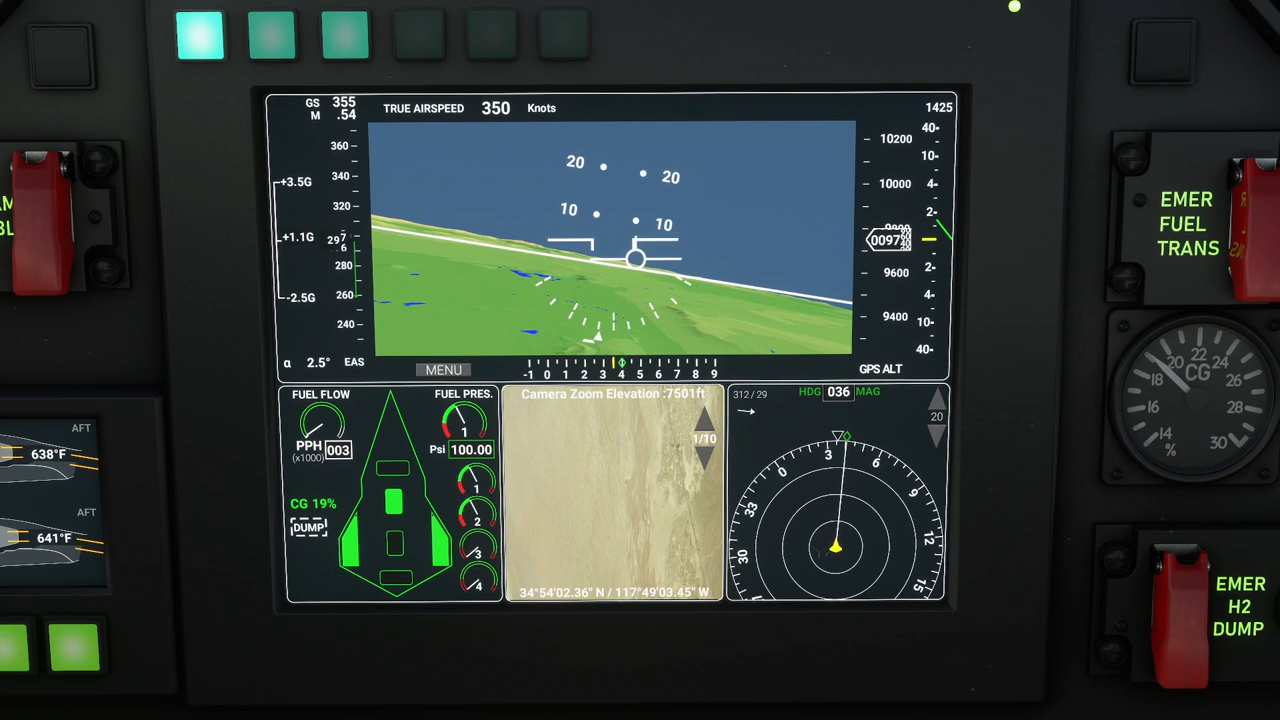 GS 355
M .54
TRUE AIRSPEED 350 Knots
1425
360
340
320
297
6
280
260
240
+3.5G
+1.1G
-2.5G
α 2.5° EAS
20 20
10 10
MENU
-1 0 1 2 3 4 5 6 7 8 9
10200
10000
9600
9400
40
10
4
2
2
4
10
40
GPS ALT
FUEL FLOW
PPH
(x1000)
003
CG 19%
DUMP
FUEL PRES.
1
Psi 100.00
1
2
3
4
Camera Zoom Elevation :7501ft
1/10
34°54'02.36" N / 117°49'03.45" W
312 / 29
HDG 036 MAG
20
30
33
0
3
6
9
12
15
AFT
638°F
AFT
641°F
EMER
FUEL
TRANS
14
16
18
20
22
24
26
28
30
CG
%
EMER
H2
DUMP